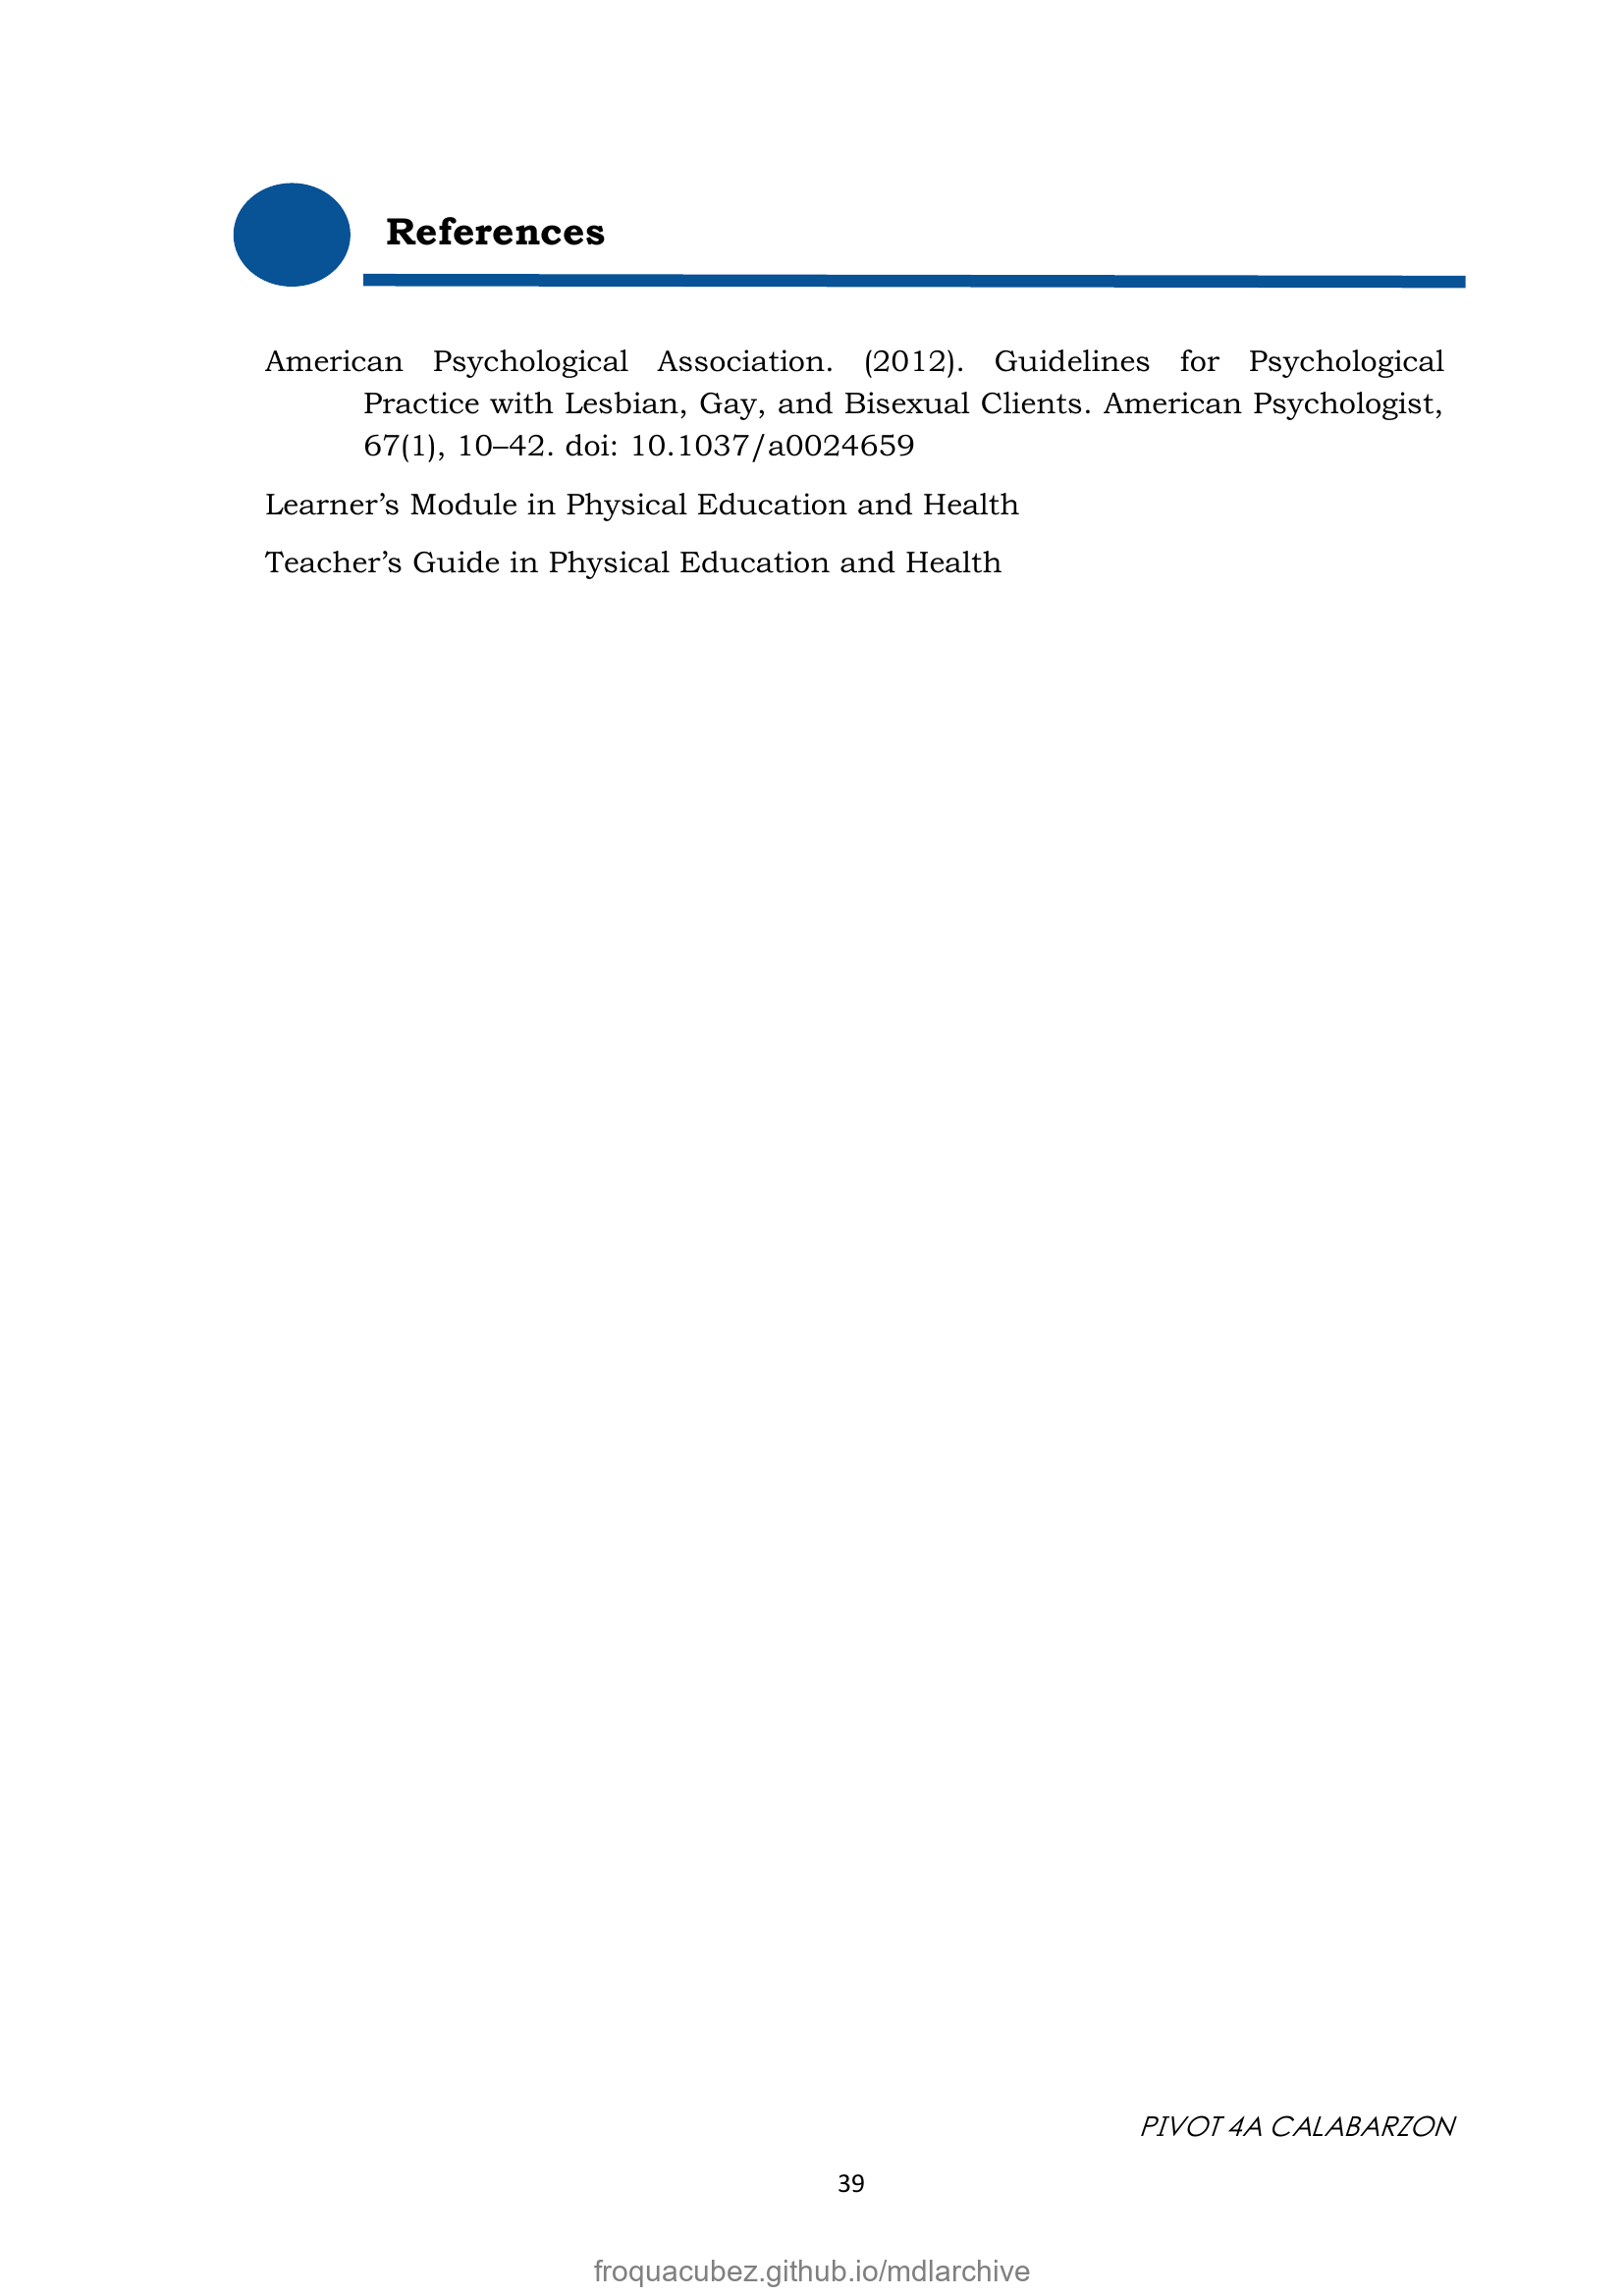 References
American Psychological Association. (2012). Guidelines for Psychological
Practice with Lesbian, Gay, and Bisexual Clients. American Psychologist,
67(1), 10–42. doi: 10.1037/a0024659
Learner’s Module in Physical Education and Health
Teacher’s Guide in Physical Education and Health
PIVOT 4A CALABARZON
39
froquacubez.github.io/mdlarchive